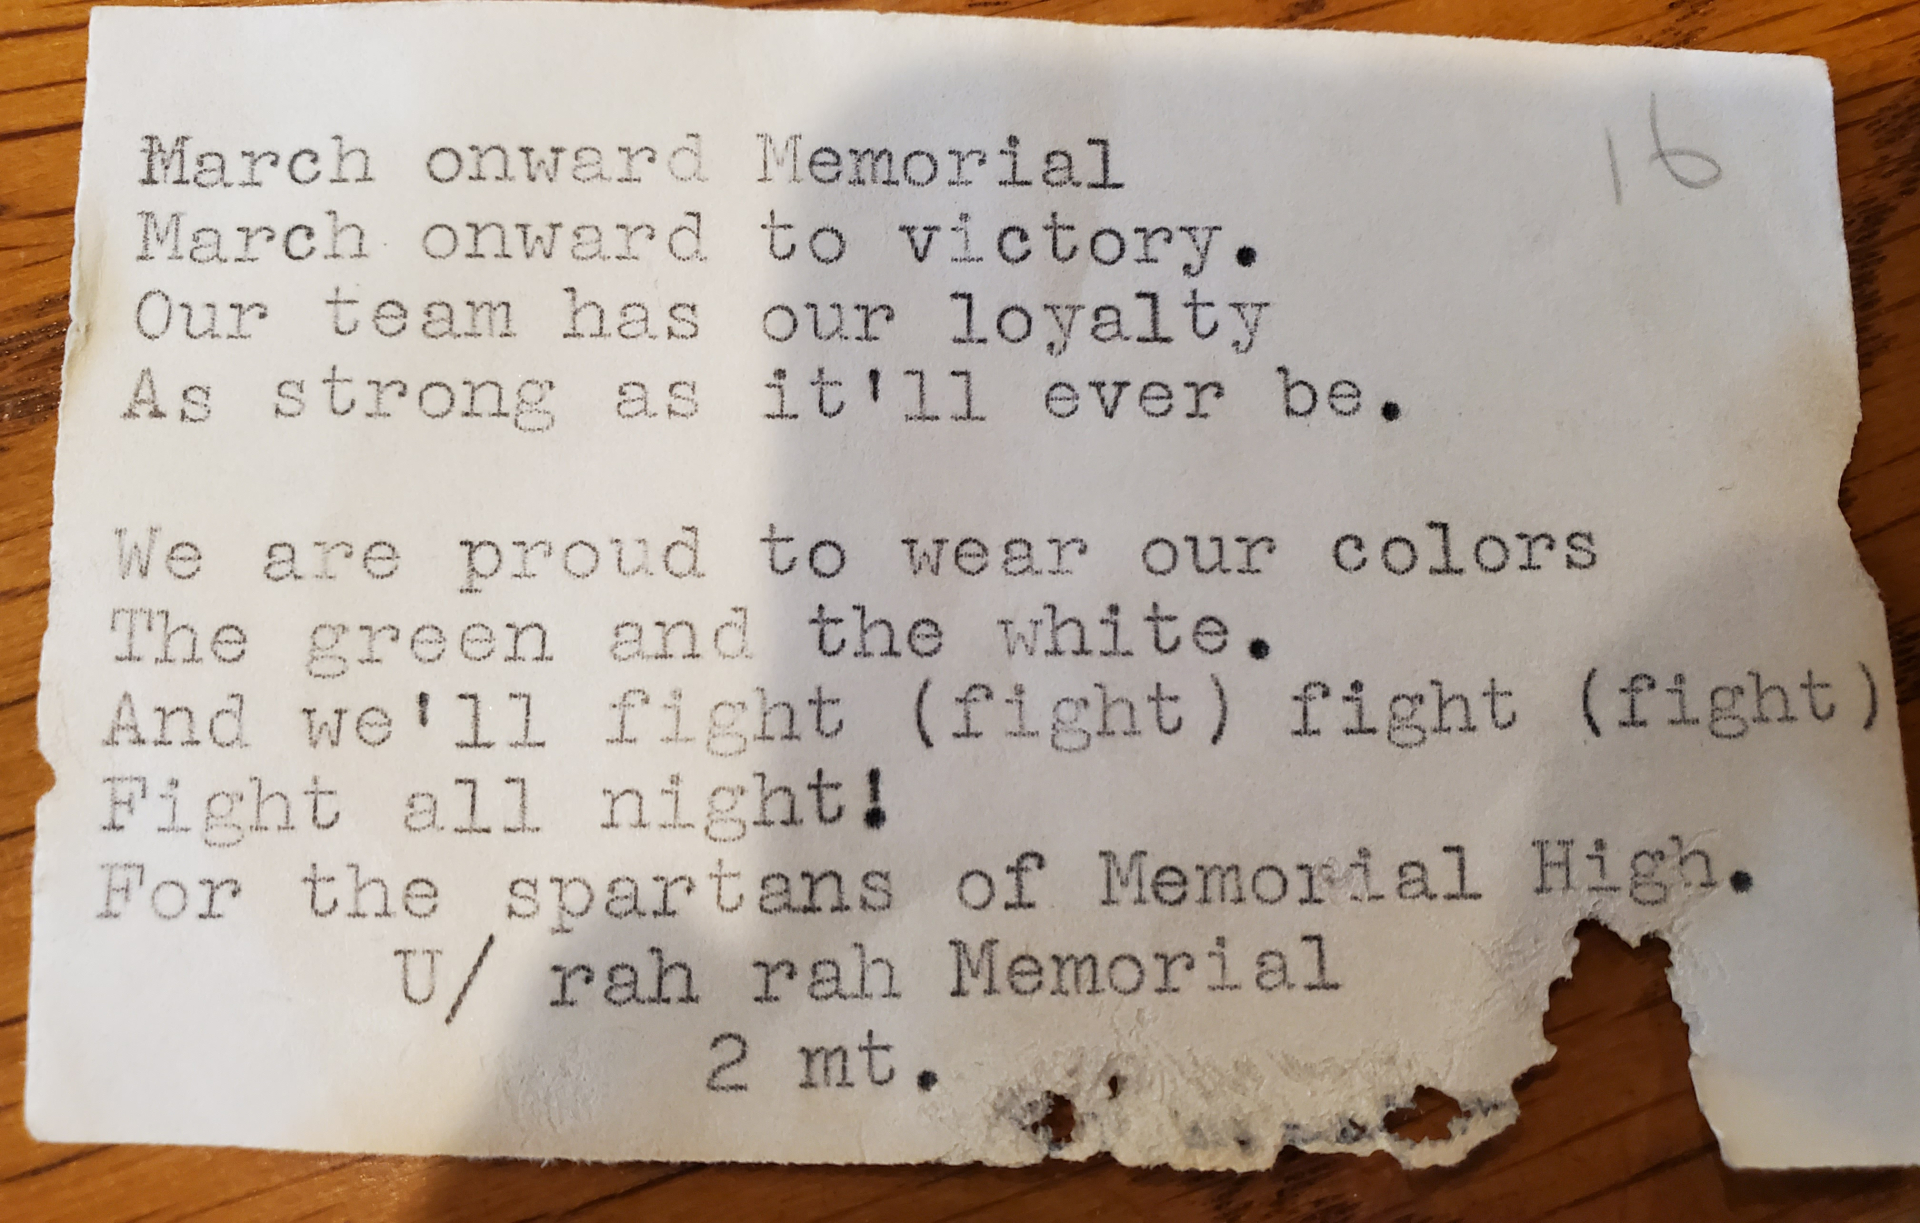 16
March onward Memorial
March onward to victory.
Our team has our loyalty
As strong as it'll ever be.
We are proud to wear our colors
The green and the white.
And we'll fight (fight) fight (fight)
Fight all night!
For the spartans of Memorial High.
U/ rah rah Memorial
2 mt.